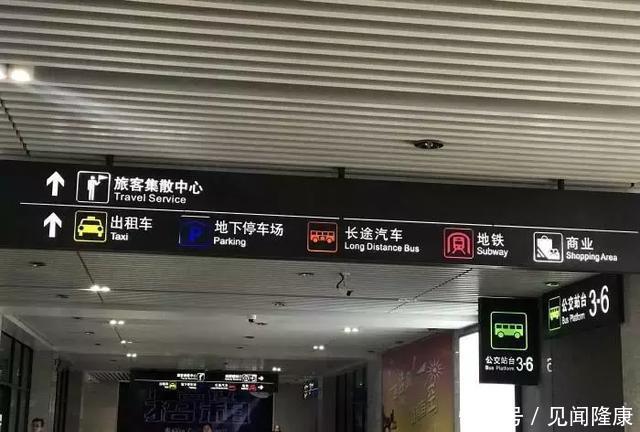 旅客集散中心
Travel Service
出租车
Taxi
P
地下停车场
Parking
长途汽车
Long Distance Bus
地铁
Subway
商业
Shopping Area
公交站台 3-6
Bus Platform
公交站台 3-6
Bus Platform
号 / 见闻隆康